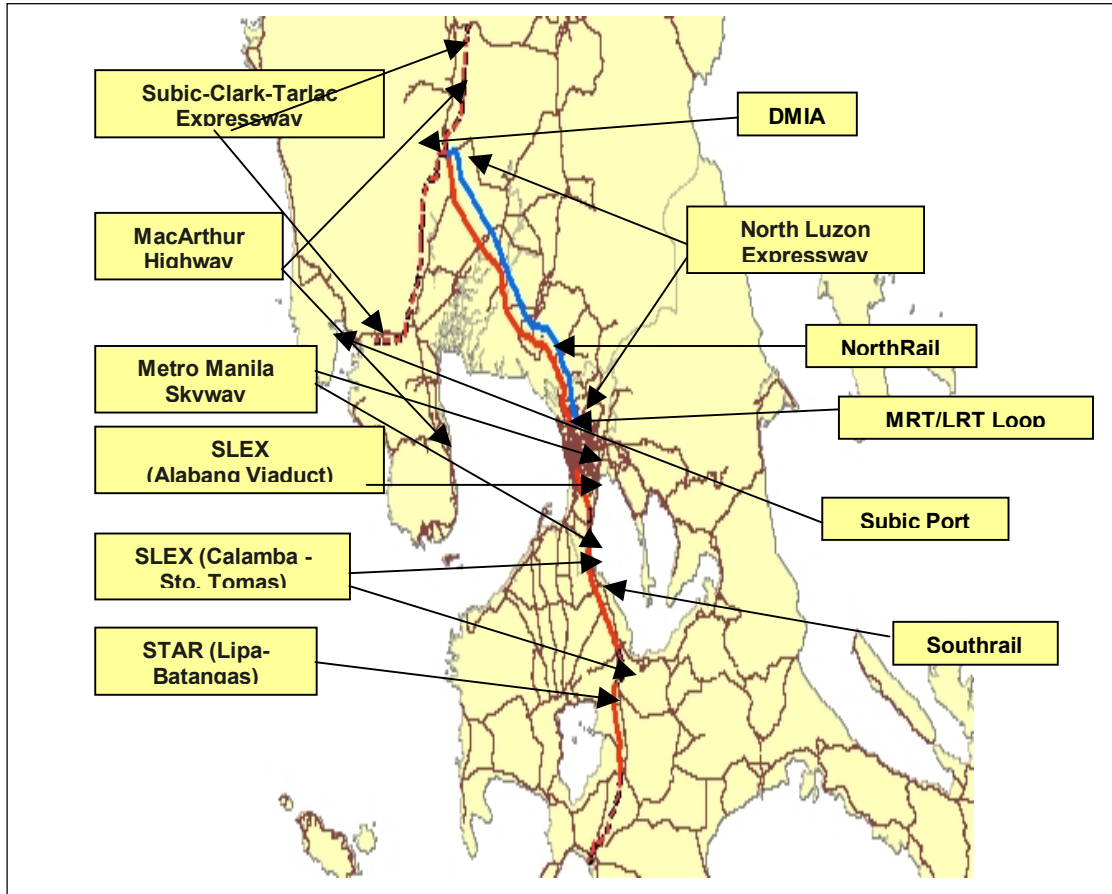 Subic-Clark-Tarlac
Expressway
DMIA
MacArthur
Highway
North Luzon
Expressway
NorthRail
Metro Manila
Skyway
MRT/LRT Loop
SLEX
(Alabang Viaduct)
Subic Port
SLEX (Calamba -
Sto. Tomas)
Southrail
STAR (Lipa-
Batangas)